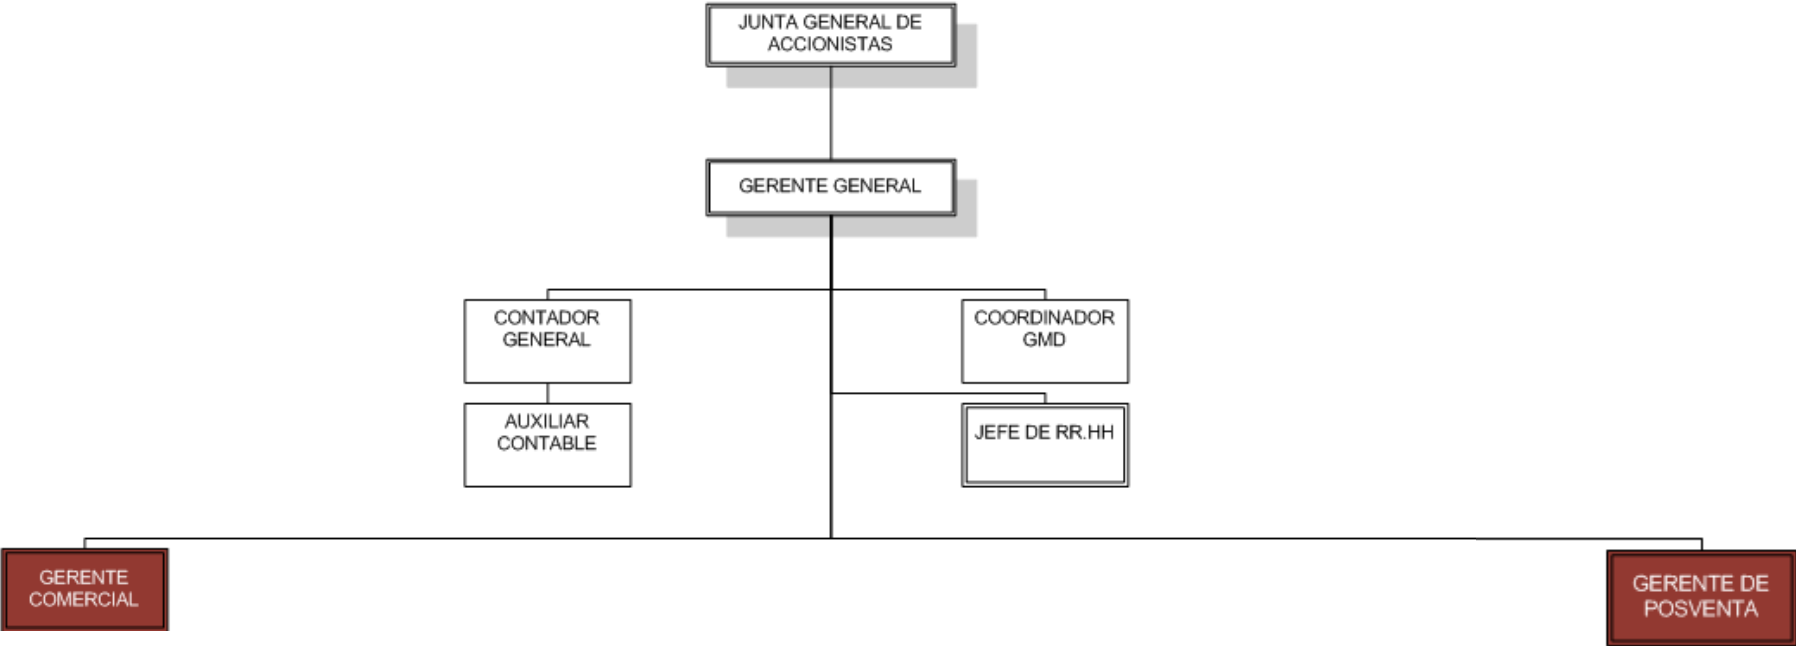 JUNTA GENERAL DE
ACCIONISTAS
GERENTE GENERAL
CONTADOR
GENERAL
COORDINADOR
GMD
AUXILIAR
CONTABLE
JEFE DE RR.HH
GERENTE
COMERCIAL
GERENTE DE
POSVENTA